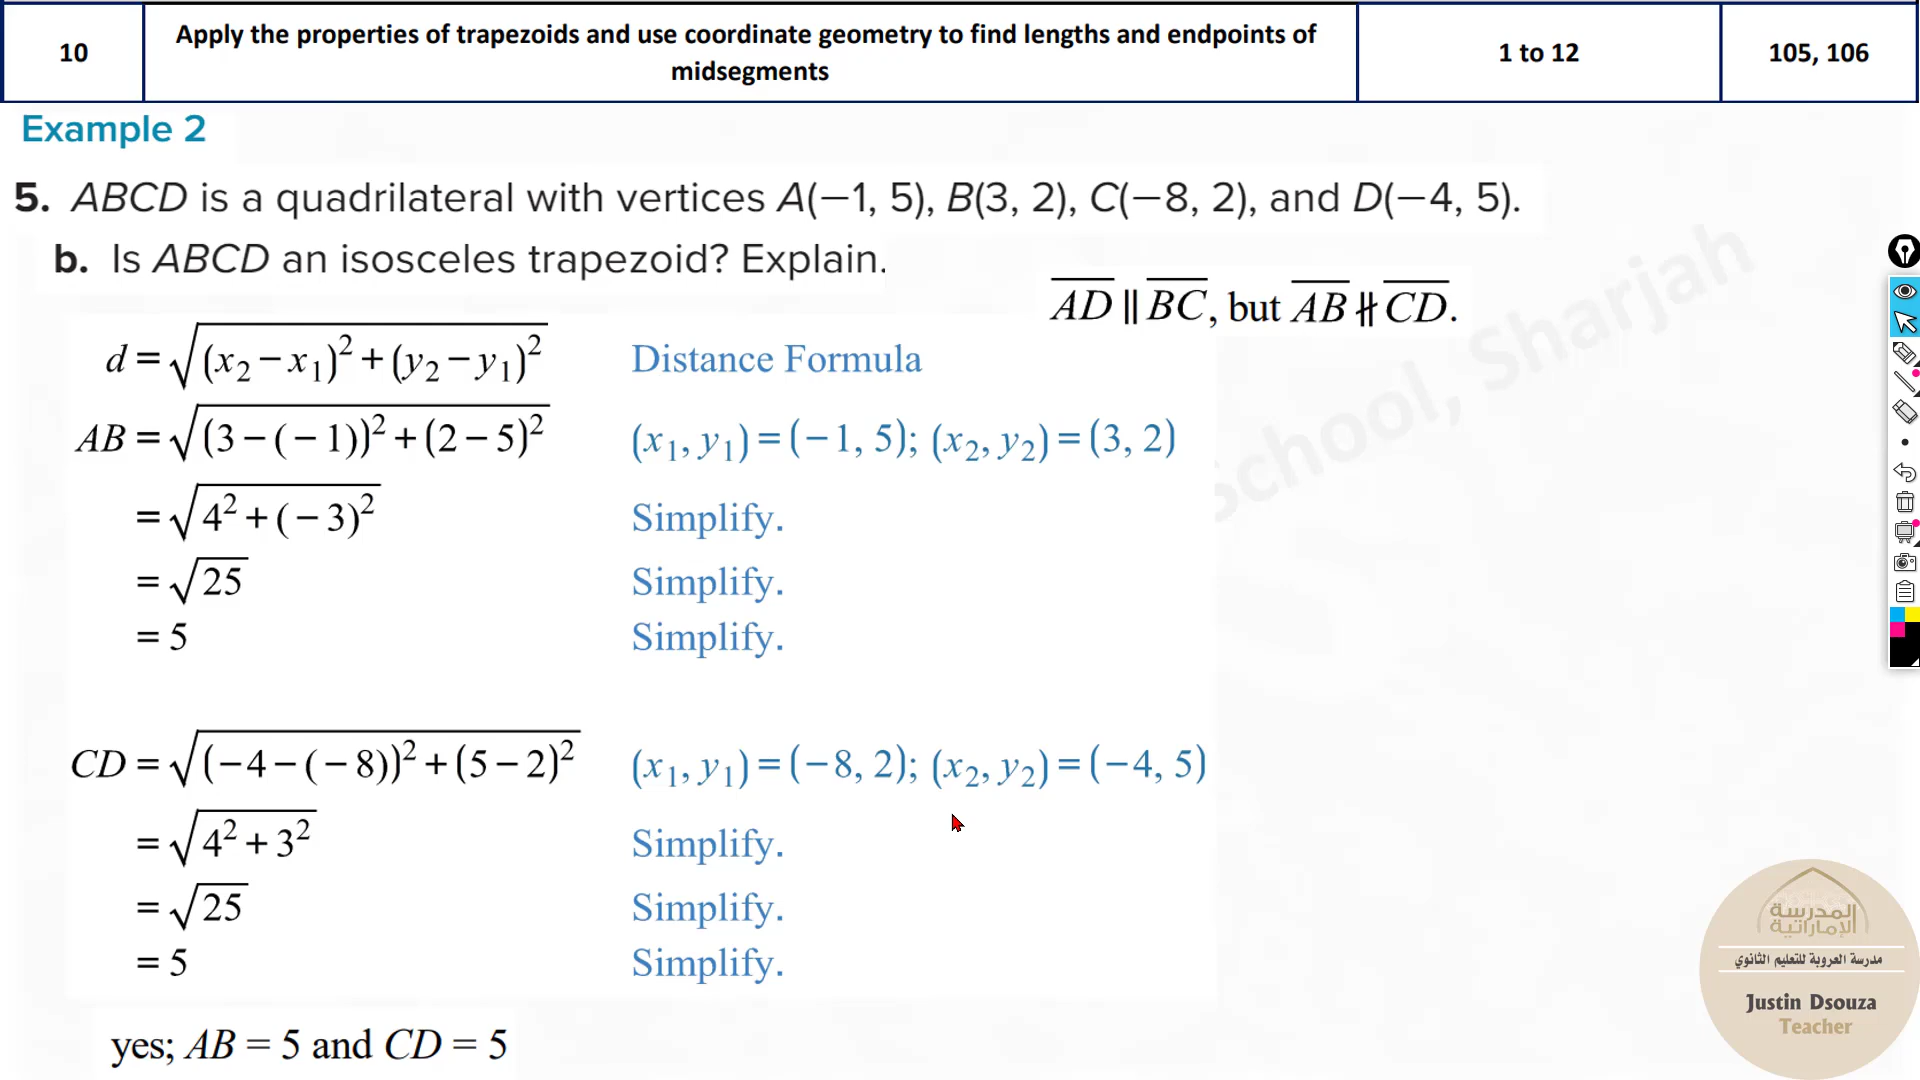 10
Apply the properties of trapezoids and use coordinate geometry to find lengths and endpoints of
midsegments
1 to 12
105, 106
Example 2
5. ABCD is a quadrilateral with vertices A(−1, 5), B(3, 2), C(−8, 2), and D(−4, 5).
b. Is ABCD an isosceles trapezoid? Explain.
A̅D̅ ∥ B̅C̅, but A̅B̅ ∦ C̅D̅.
d = √((x₂ − x₁)² + (y₂ − y₁)²) Distance Formula
AB = √((3 − (− 1))² + (2 − 5)²) (x₁, y₁) = (− 1, 5); (x₂, y₂) = (3, 2)
= √(4² + (− 3)²) Simplify.
= √25 Simplify.
= 5 Simplify.
CD = √((−4 − (− 8))² + (5 − 2)²) (x₁, y₁) = (−8, 2); (x₂, y₂) = (−4, 5)
= √(4² + 3²) Simplify.
= √25 Simplify.
= 5 Simplify.
yes; AB = 5 and CD = 5
School, Sharjah
المدرسة
الإماراتية
مدرسة العروبة للتعليم الثانوي
Justin Dsouza
Teacher